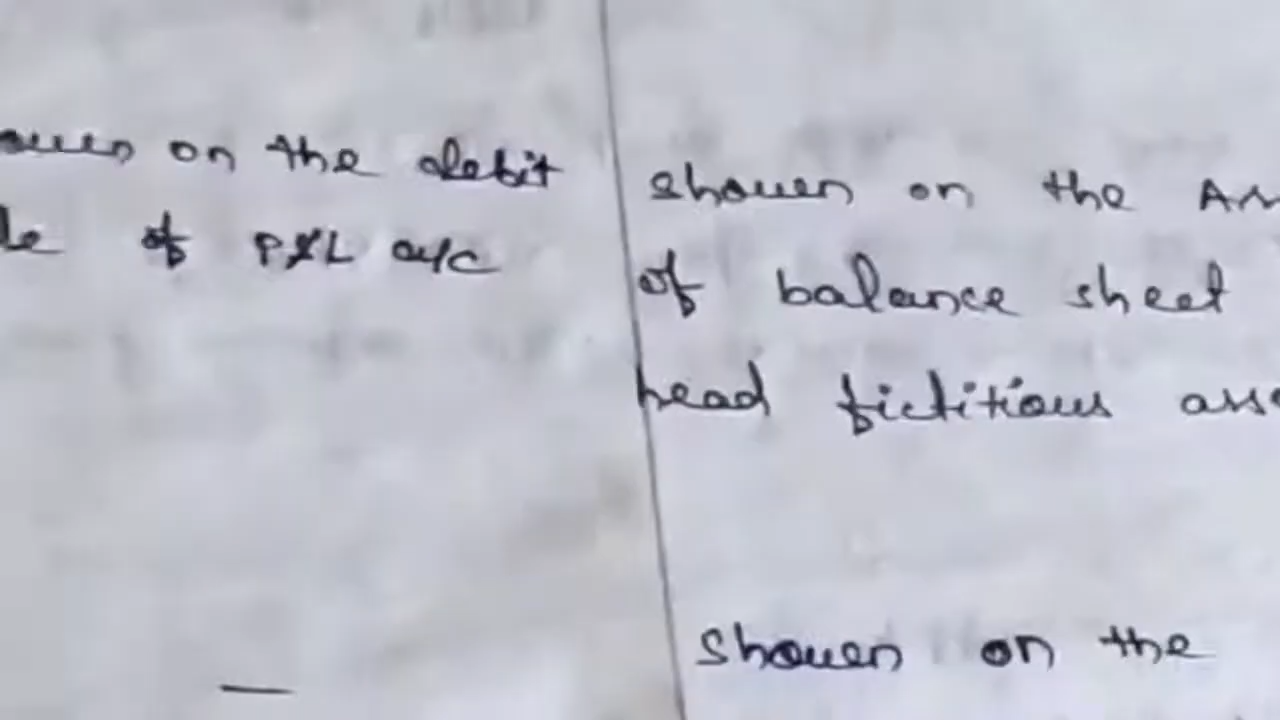 on the debit
of P&L a/c
shown on the
of balance sheet
head fictitious
—
shown on the